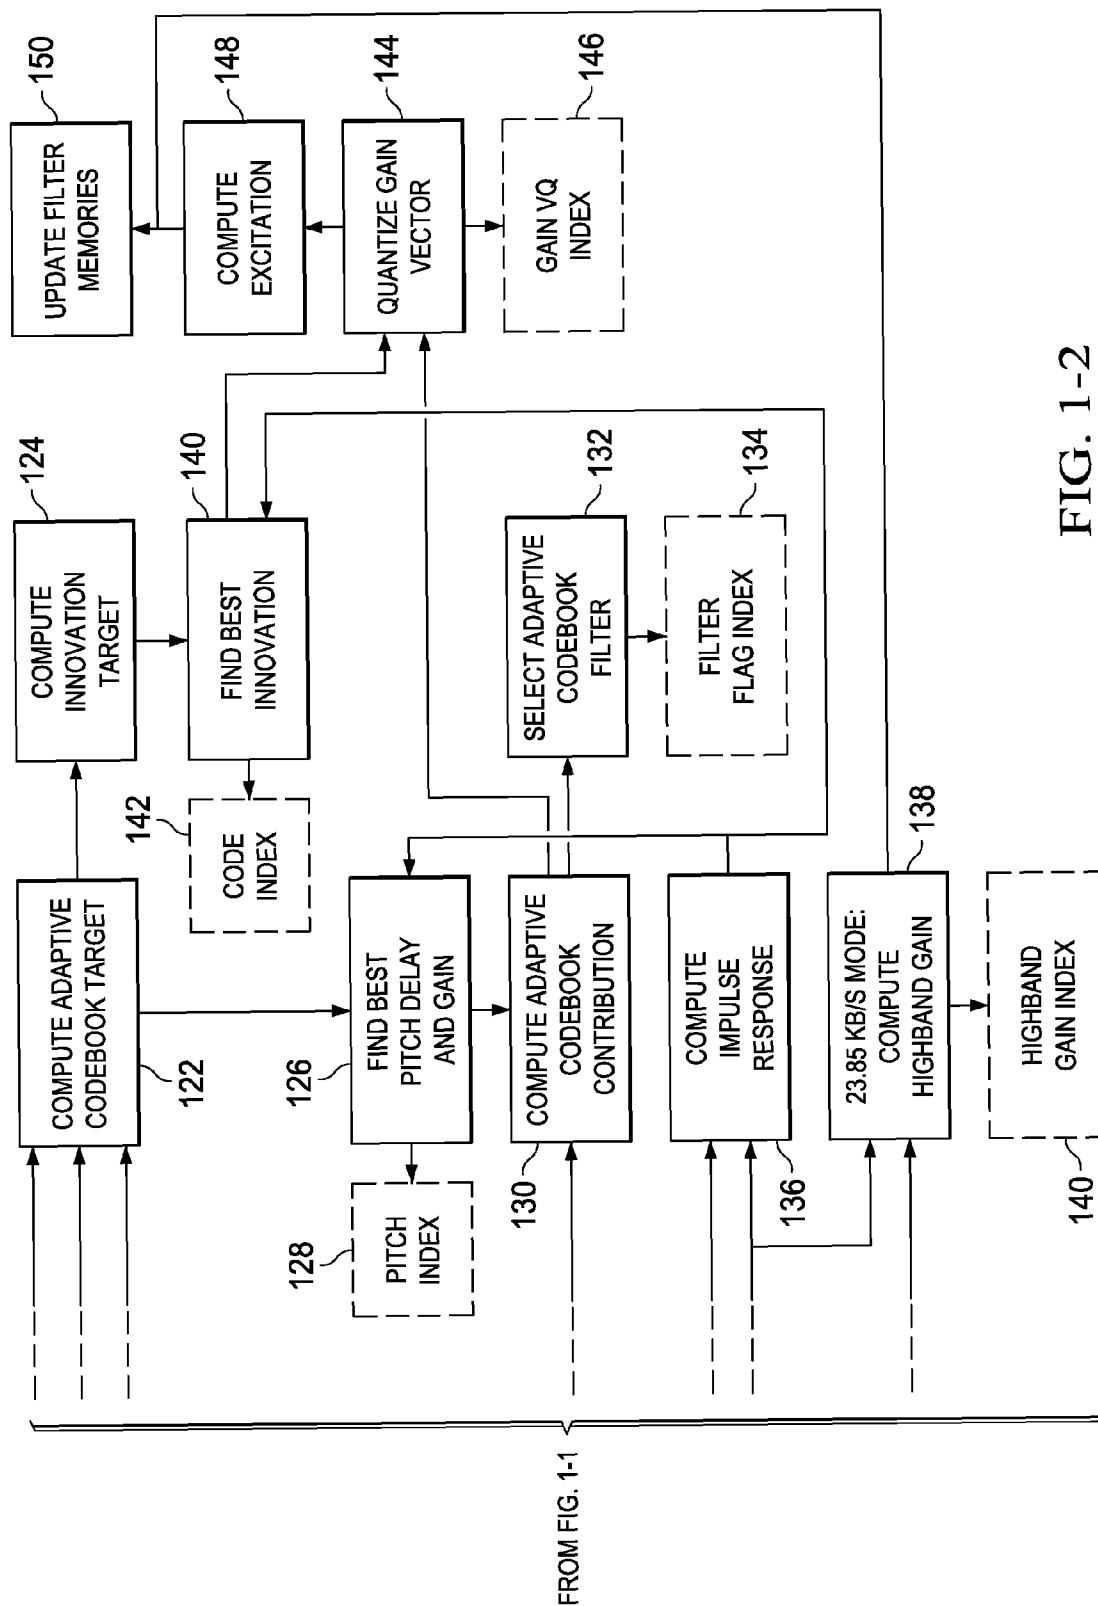 FROM FIG. 1-1
COMPUTE ADAPTIVE
CODEBOOK TARGET
122
COMPUTE
INNOVATION
TARGET
124
UPDATE FILTER
MEMORIES
150
142
CODE
INDEX
FIND BEST
INNOVATION
140
COMPUTE
EXCITATION
148
128
PITCH
INDEX
126
FIND BEST
PITCH DELAY
AND GAIN
QUANTIZE GAIN
VECTOR
144
130
COMPUTE ADAPTIVE
CODEBOOK
CONTRIBUTION
SELECT ADAPTIVE
CODEBOOK
FILTER
132
GAIN VQ
INDEX
146
136
COMPUTE
IMPULSE
RESPONSE
FILTER
FLAG INDEX
134
23.85 KB/S MODE:
COMPUTE
HIGHBAND GAIN
138
140
HIGHBAND
GAIN INDEX
FIG. 1-2